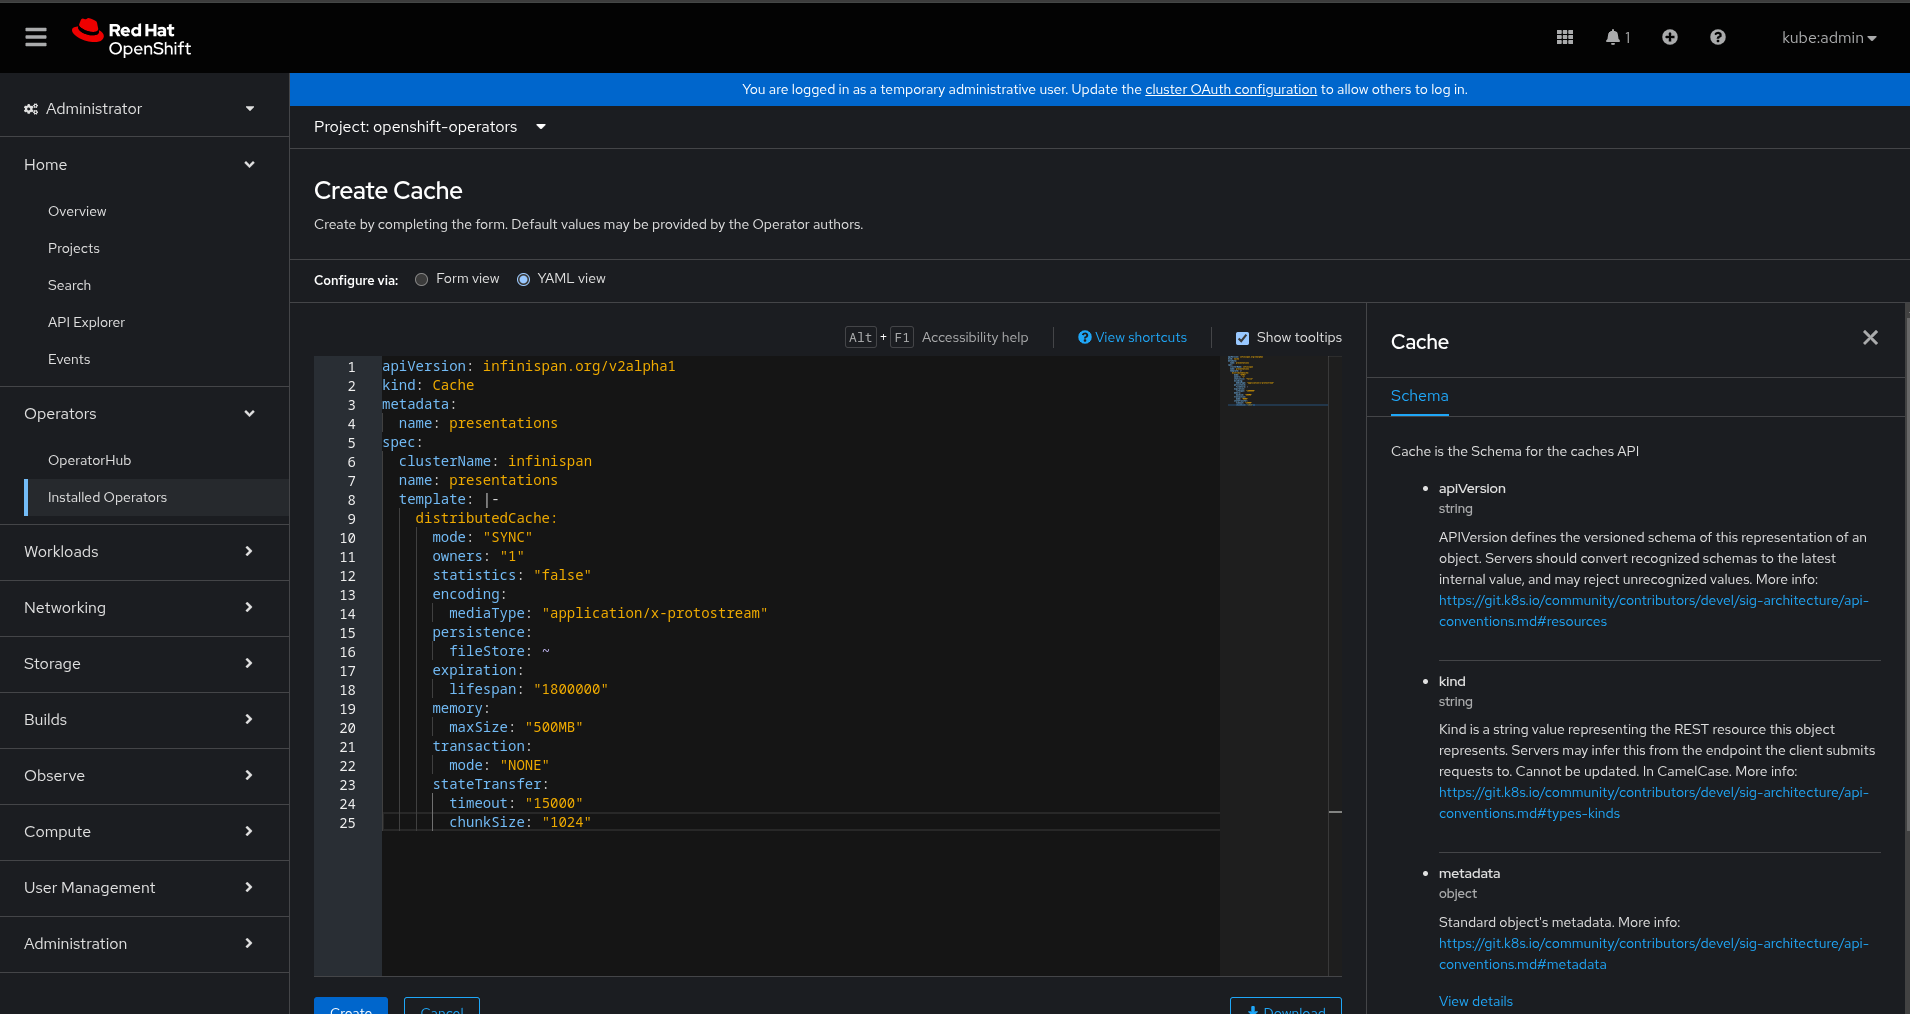 Red Hat
OpenShift
1
kube:admin
You are logged in as a temporary administrative user. Update the cluster OAuth configuration to allow others to log in.
Administrator
Home
Overview
Projects
Search
API Explorer
Events
Operators
OperatorHub
Installed Operators
Workloads
Networking
Storage
Builds
Observe
Compute
User Management
Administration
Project: openshift-operators
Create Cache
Create by completing the form. Default values may be provided by the Operator authors.
Configure via: Form view YAML view
Alt + F1 Accessibility help View shortcuts Show tooltips
1 apiVersion: infinispan.org/v2alpha1
2 kind: Cache
3 metadata:
4 name: presentations
5 spec:
6 clusterName: infinispan
7 name: presentations
8 template: |-
9 distributedCache:
10 mode: "SYNC"
11 owners: "1"
12 statistics: "false"
13 encoding:
14 mediaType: "application/x-protostream"
15 persistence:
16 fileStore: ~
17 expiration:
18 lifespan: "1800000"
19 memory:
20 maxSize: "500MB"
21 transaction:
22 mode: "NONE"
23 stateTransfer:
24 timeout: "15000"
25 chunkSize: "1024"
Create Cancel Download
Cache
Schema
Cache is the Schema for the caches API
• apiVersion
string
APIVersion defines the versioned schema of this representation of an
object. Servers should convert recognized schemas to the latest
internal value, and may reject unrecognized values. More info:
https://git.k8s.io/community/contributors/devel/sig-architecture/api-
conventions.md#resources
• kind
string
Kind is a string value representing the REST resource this object
represents. Servers may infer this from the endpoint the client submits
requests to. Cannot be updated. In CamelCase. More info:
https://git.k8s.io/community/contributors/devel/sig-architecture/api-
conventions.md#types-kinds
• metadata
object
Standard object's metadata. More info:
https://git.k8s.io/community/contributors/devel/sig-architecture/api-
conventions.md#metadata
View details